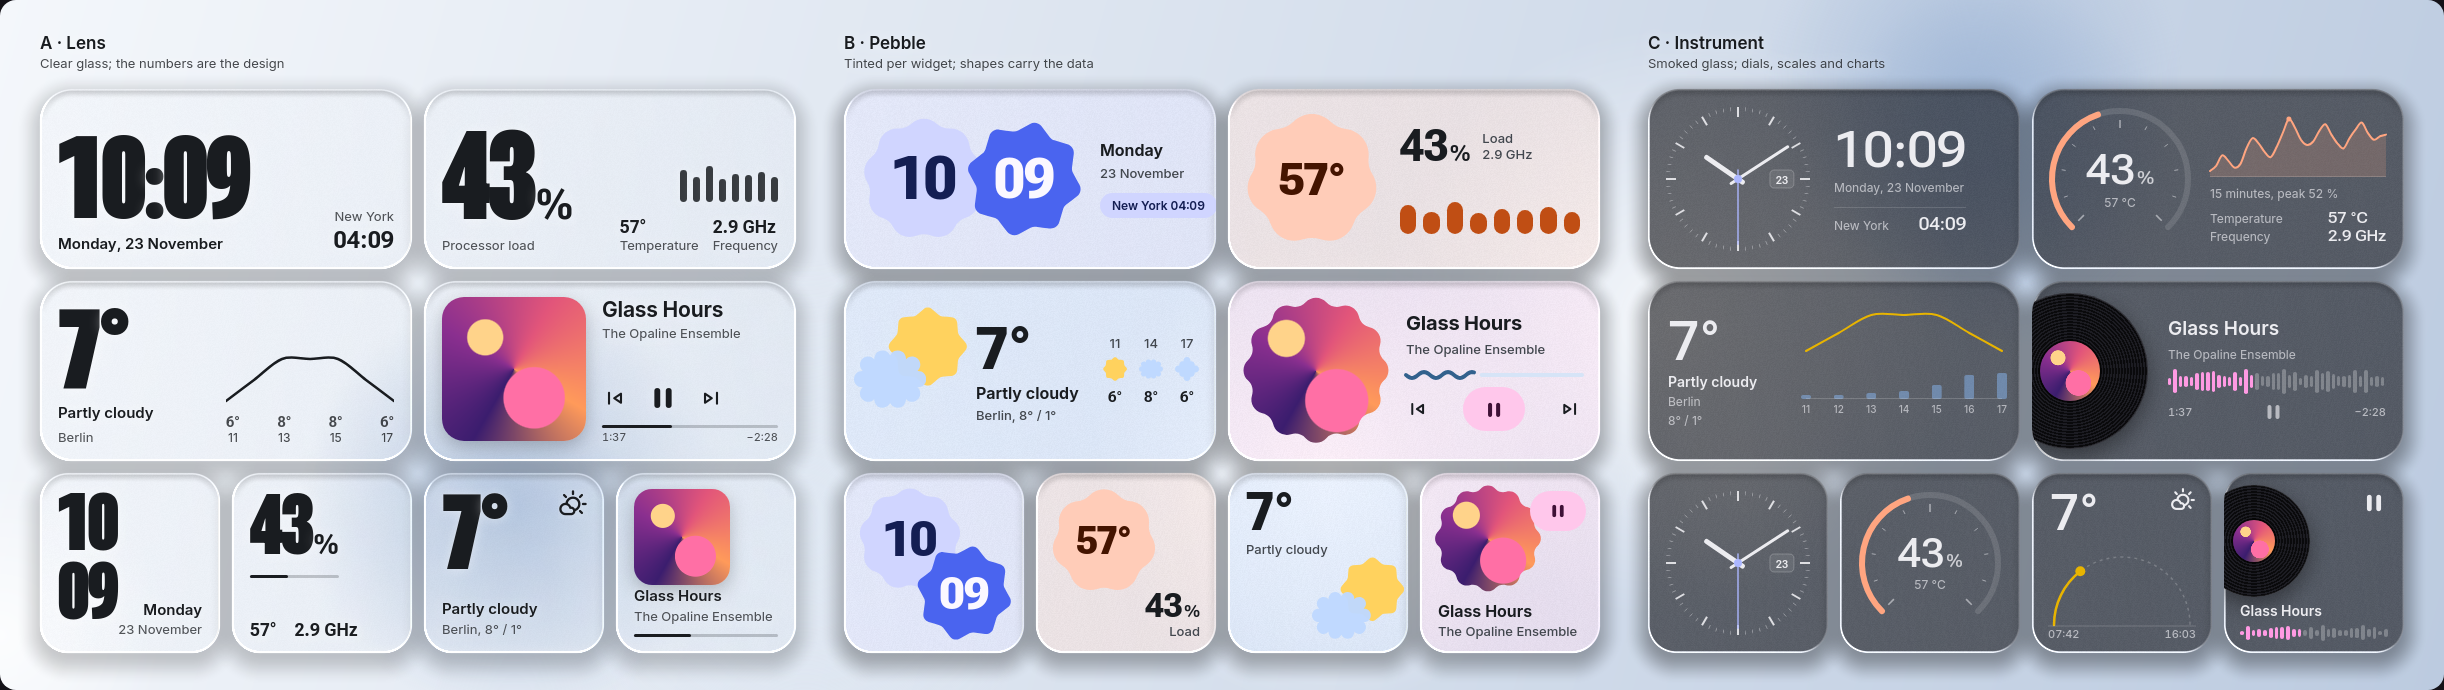 A · Lens
Clear glass; the numbers are the design
10:09
Monday, 23 November
New York
04:09
43%
Processor load
57°
Temperature
2.9 GHz
Frequency
7°
Partly cloudy
Berlin
6° 8° 8° 6°
11 13 15 17
Glass Hours
The Opaline Ensemble
1:37 −2:28
10
09
Monday
23 November
43%
57° 2.9 GHz
7°
Partly cloudy
Berlin, 8° / 1°
Glass Hours
The Opaline Ensemble
B · Pebble
Tinted per widget; shapes carry the data
10 09
Monday
23 November
New York 04:09
57°
43%
Load
2.9 GHz
7°
Partly cloudy
Berlin, 8° / 1°
11 14 17
6° 8° 6°
Glass Hours
The Opaline Ensemble
10
09
57°
43%
Load
7°
Partly cloudy
Glass Hours
The Opaline Ensemble
C · Instrument
Smoked glass; dials, scales and charts
23
10:09
Monday, 23 November
New York 04:09
43%
57 °C
15 minutes, peak 52 %
Temperature 57 °C
Frequency 2.9 GHz
7°
Partly cloudy
Berlin
8° / 1°
11 12 13 14 15 16 17
Glass Hours
The Opaline Ensemble
1:37 −2:28
23
43%
57 °C
7°
07:42 16:03
Glass Hours